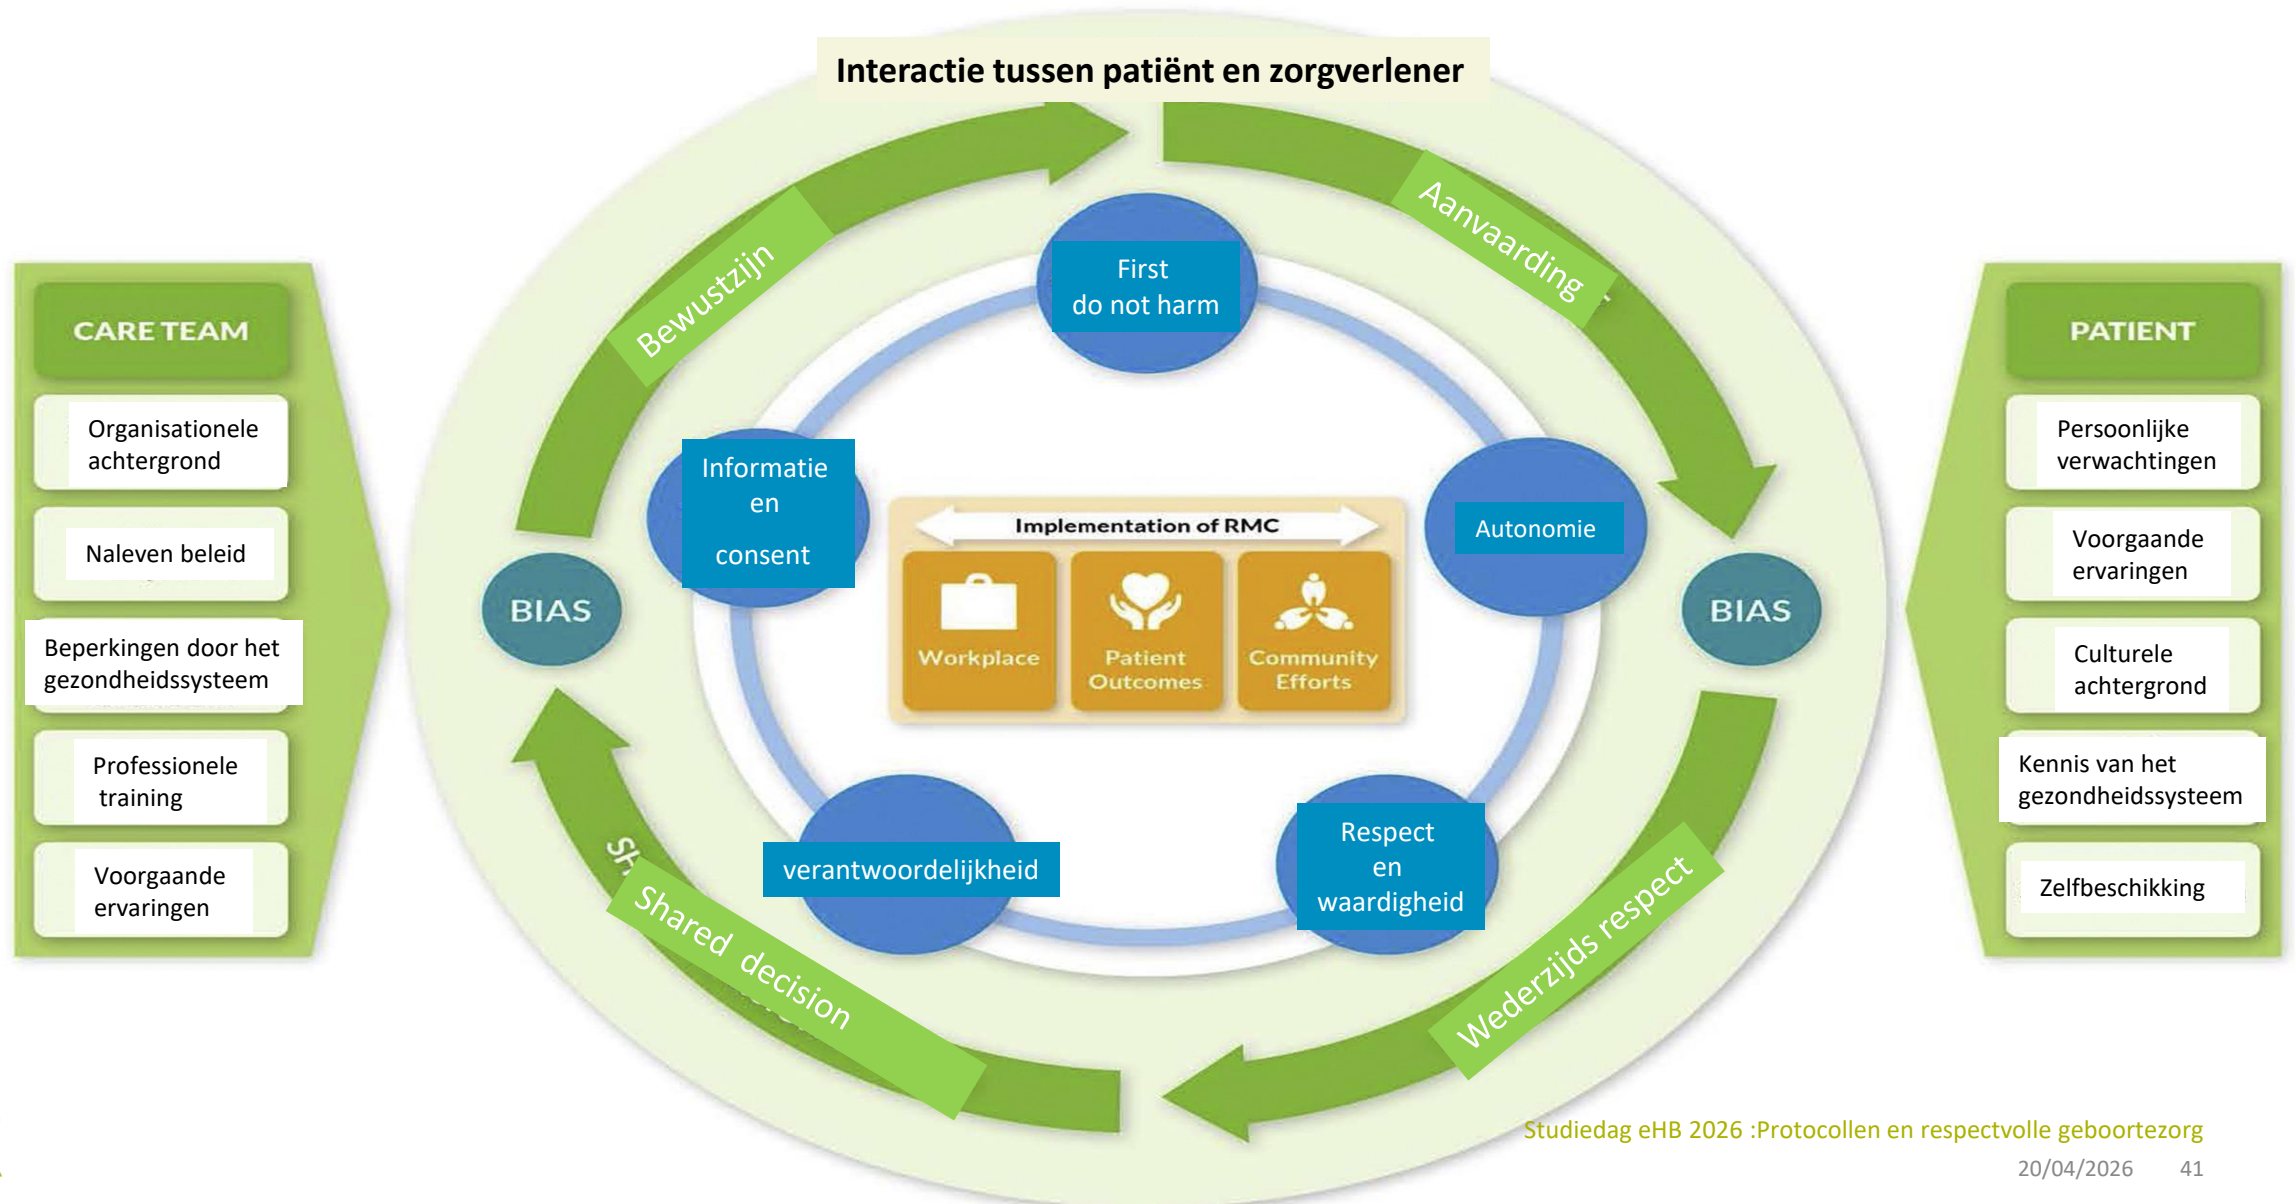 Interactie tussen patiënt en zorgverlener
Bewustzijn
Aanvaarding
First
do not harm
CARE TEAM
Organisationele
achtergrond
Naleven beleid
Beperkingen door het
gezondheidssysteem
Professionele
training
Voorgaande
ervaringen
BIAS
Informatie
en
consent
Implementation of RMC
Workplace
Patient
Outcomes
Community
Efforts
Autonomie
BIAS
verantwoordelijkheid
Respect
en
waardigheid
Shared decision
Wederzijds respect
PATIENT
Persoonlijke
verwachtingen
Voorgaande
ervaringen
Culturele
achtergrond
Kennis van het
gezondheidssysteem
Zelfbeschikking
Studiedag eHB 2026 :Protocollen en respectvolle geboortezorg
20/04/2026 41